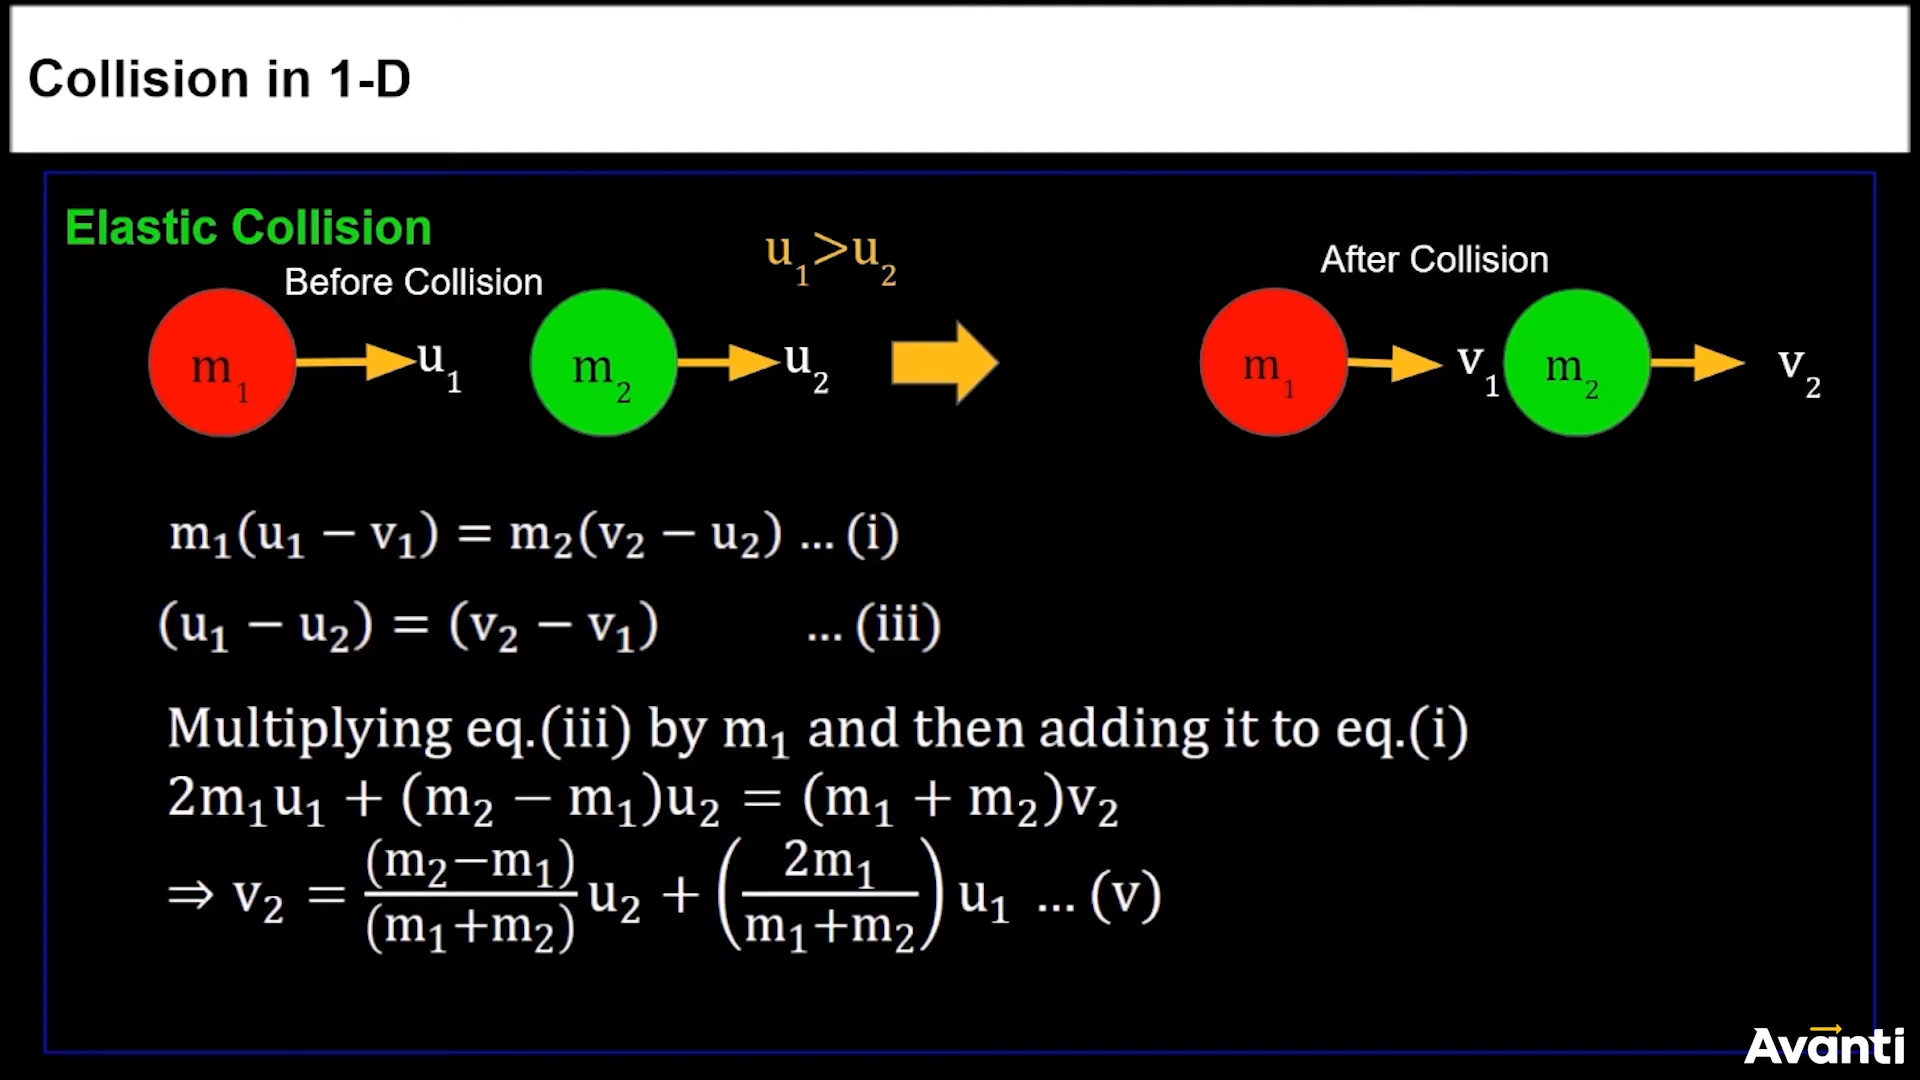 Collision in 1-D
Elastic Collision
Before Collision
u₁>u₂
After Collision
m₁ u₁ m₂ u₂ m₁ v₁ m₂ v₂
m₁(u₁ − v₁) = m₂(v₂ − u₂) ... (i)
(u₁ − u₂) = (v₂ − v₁) ... (iii)
Multiplying eq.(iii) by m₁ and then adding it to eq.(i)
2m₁u₁ + (m₂ − m₁)u₂ = (m₁ + m₂)v₂
⇒ v₂ = (m₂−m₁)/(m₁+m₂) u₂ + (2m₁/m₁+m₂) u₁ ... (v)
Avanti